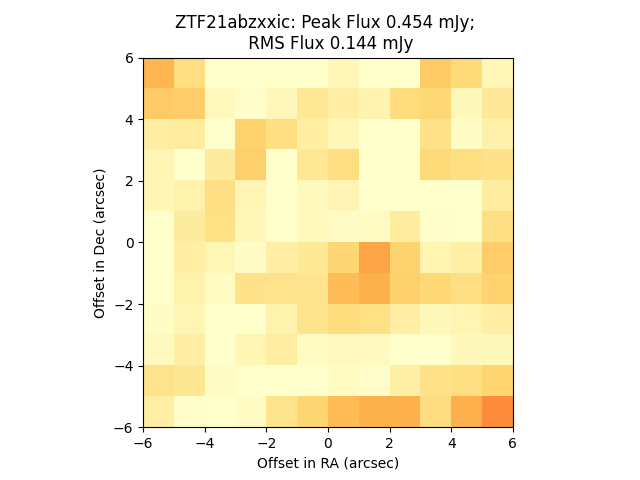 ZTF21abzxxic: Peak Flux 0.454 mJy;
RMS Flux 0.144 mJy
6
4
2
0
−2
−4
−6
Offset in Dec (arcsec)
−6 −4 −2 0 2 4 6
Offset in RA (arcsec)